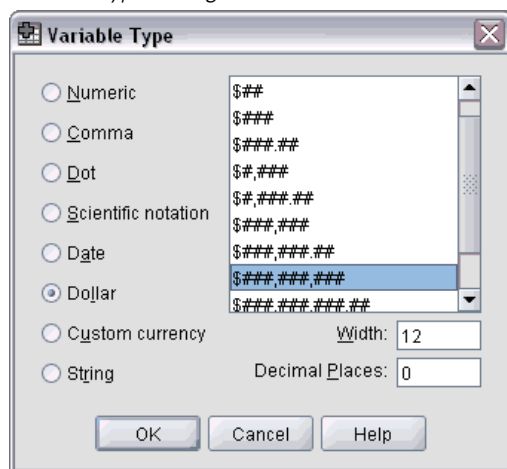 Variable Type
Numeric
Comma
Dot
Scientific notation
Date
Dollar
Custom currency
String
$##
$###
$###.##
$#,###
$#,###.##
$###,###
$###,###.##
$###,###,###
$###,###,###.##
Width: 12
Decimal Places: 0
OK Cancel Help